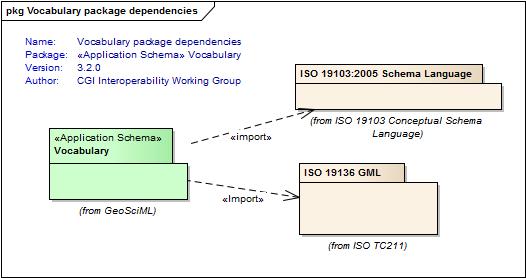 pkg Vocabulary package dependencies
Name: Vocabulary package dependencies
Package: «Application Schema» Vocabulary
Version: 3.2.0
Author: CGI Interoperability Working Group
ISO 19103:2005 Schema Language
(from ISO 19103 Conceptual Schema
Language)
«import»
«Application Schema»
Vocabulary
(from GeoSciML)
ISO 19136 GML
«Import»
(from ISO TC211)